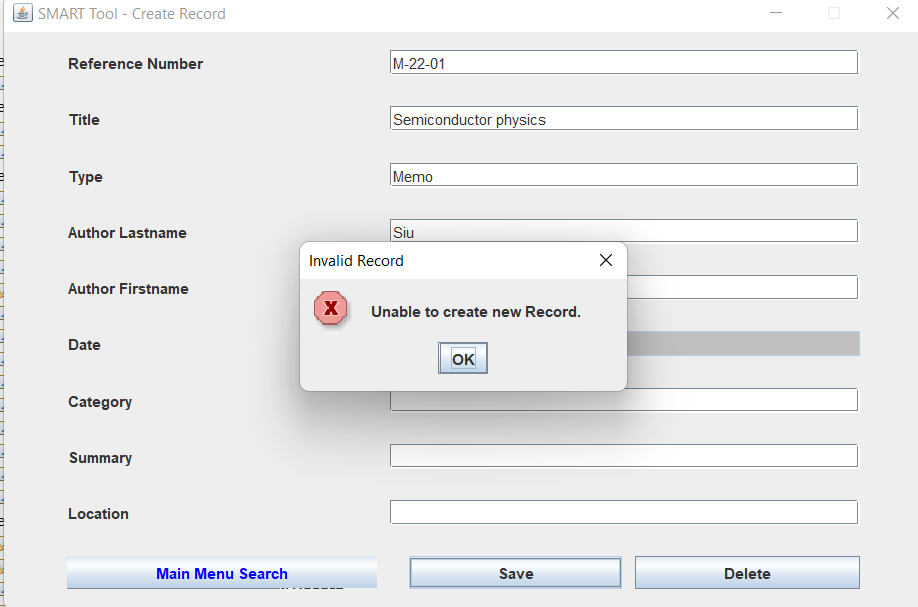 SMART Tool - Create Record
Reference Number M-22-01
Title Semiconductor physics
Type Memo
Author Lastname Siu
Invalid Record
Author Firstname
X
Unable to create new Record.
Date
OK
Category
Summary
Location
Main Menu Search Save Delete